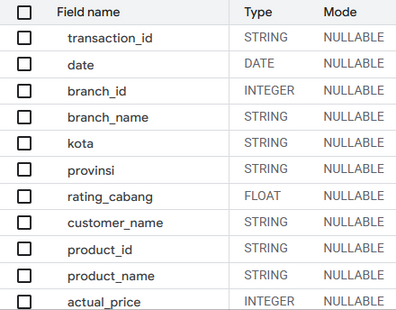 Field name Type Mode
transaction_id STRING NULLABLE
date DATE NULLABLE
branch_id INTEGER NULLABLE
branch_name STRING NULLABLE
kota STRING NULLABLE
provinsi STRING NULLABLE
rating_cabang FLOAT NULLABLE
customer_name STRING NULLABLE
product_id STRING NULLABLE
product_name STRING NULLABLE
actual_price INTEGER NULLABLE